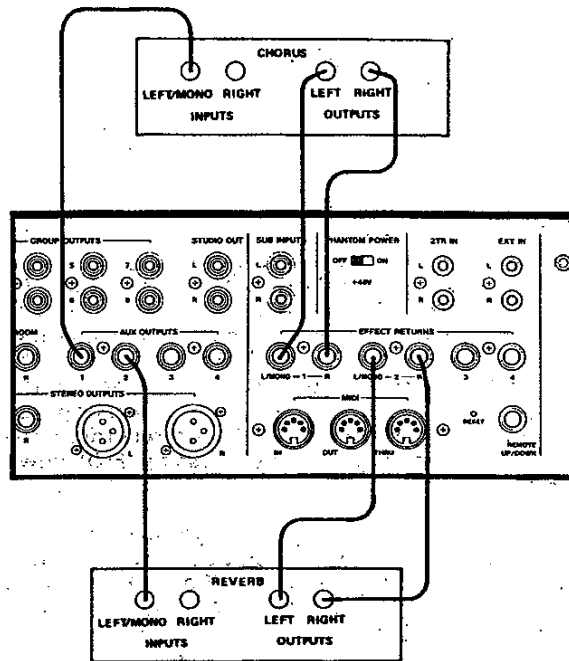 CHORUS
LEFT/MONO RIGHT LEFT RIGHT
INPUTS OUTPUTS
GROUP OUTPUTS STUDIO OUT SUB INPUT PHANTOM POWER 2TR IN EXT IN
5 7 L L OFF ON L L
+48V
6 8 R R R R
ROOM AUX OUTPUTS EFFECT RETURNS
R 1 2 3 4 L/MONO — 1 — R L/MONO — 2 — R 3 4
STEREO OUTPUTS MIDI
R L R IN OUT THRU RESET REMOTE
UP/DOWN
REVERB
LEFT/MONO RIGHT LEFT RIGHT
INPUTS OUTPUTS